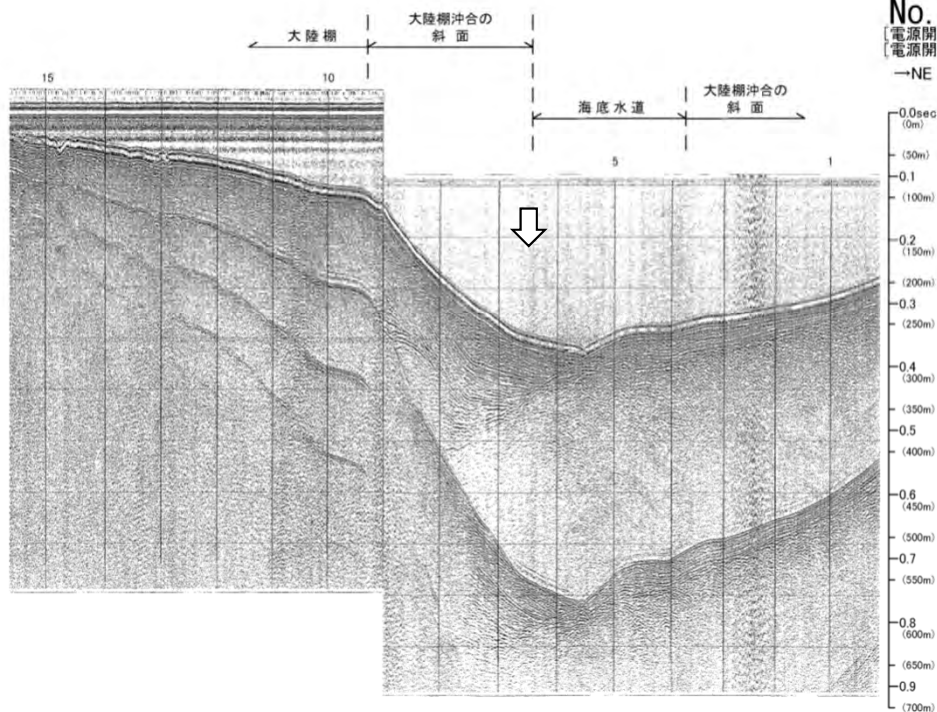 No.
[電源開
[電源開
→NE
大陸棚
大陸棚沖合の
斜面
海底水道
大陸棚沖合の
斜面
15
10
5
1
0.0sec
(0m)
(50m)
0.1
(100m)
0.2
(150m)
(200m)
0.3
(250m)
0.4
(300m)
(350m)
0.5
(400m)
0.6
(450m)
(500m)
0.7
(550m)
0.8
(600m)
(650m)
0.9
(700m)